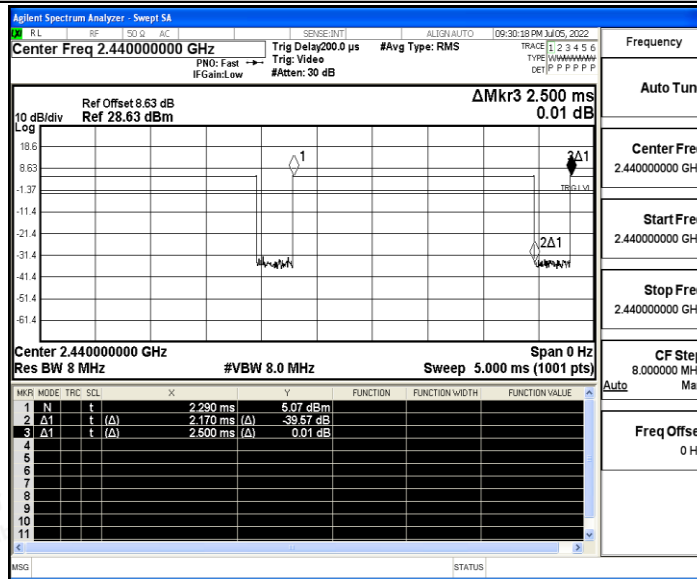 Agilent Spectrum Analyzer - Swept SA
RL RF 50 Ω AC SENSE:INT ALIGN AUTO 09:30:18 PM Jul 05, 2022
Center Freq 2.440000000 GHz
PNO: Fast
IFGain:Low
Trig Delay200.0 µs
Trig: Video
#Atten: 30 dB
#Avg Type: RMS
TRACE 1 2 3 4 5 6
TYPE
DET P P P P P P
Ref Offset 8.63 dB
Ref 28.63 dBm
10 dB/div
Log
ΔMkr3 2.500 ms
0.01 dB
18.6
8.63
-1.37
-11.4
-21.4
-31.4
-41.4
-51.4
-61.4
1
3Δ1
TRIG LVL
2Δ1
Center 2.440000000 GHz Span 0 Hz
Res BW 8 MHz #VBW 8.0 MHz Sweep 5.000 ms (1001 pts)
MKR MODE TRC SCL X Y FUNCTION FUNCTION WIDTH FUNCTION VALUE
1 N t 2.290 ms 5.07 dBm
2 Δ1 t (Δ) 2.170 ms (Δ) -39.57 dB
3 Δ1 t (Δ) 2.500 ms (Δ) 0.01 dB
4
5
6
7
8
9
10
11
MSG STATUS
Frequency
Auto Tun
Center Fre
2.440000000 GH
Start Fre
2.440000000 GH
Stop Fre
2.440000000 GH
CF Step
8.000000 MH
Auto Ma
Freq Offse
0 H